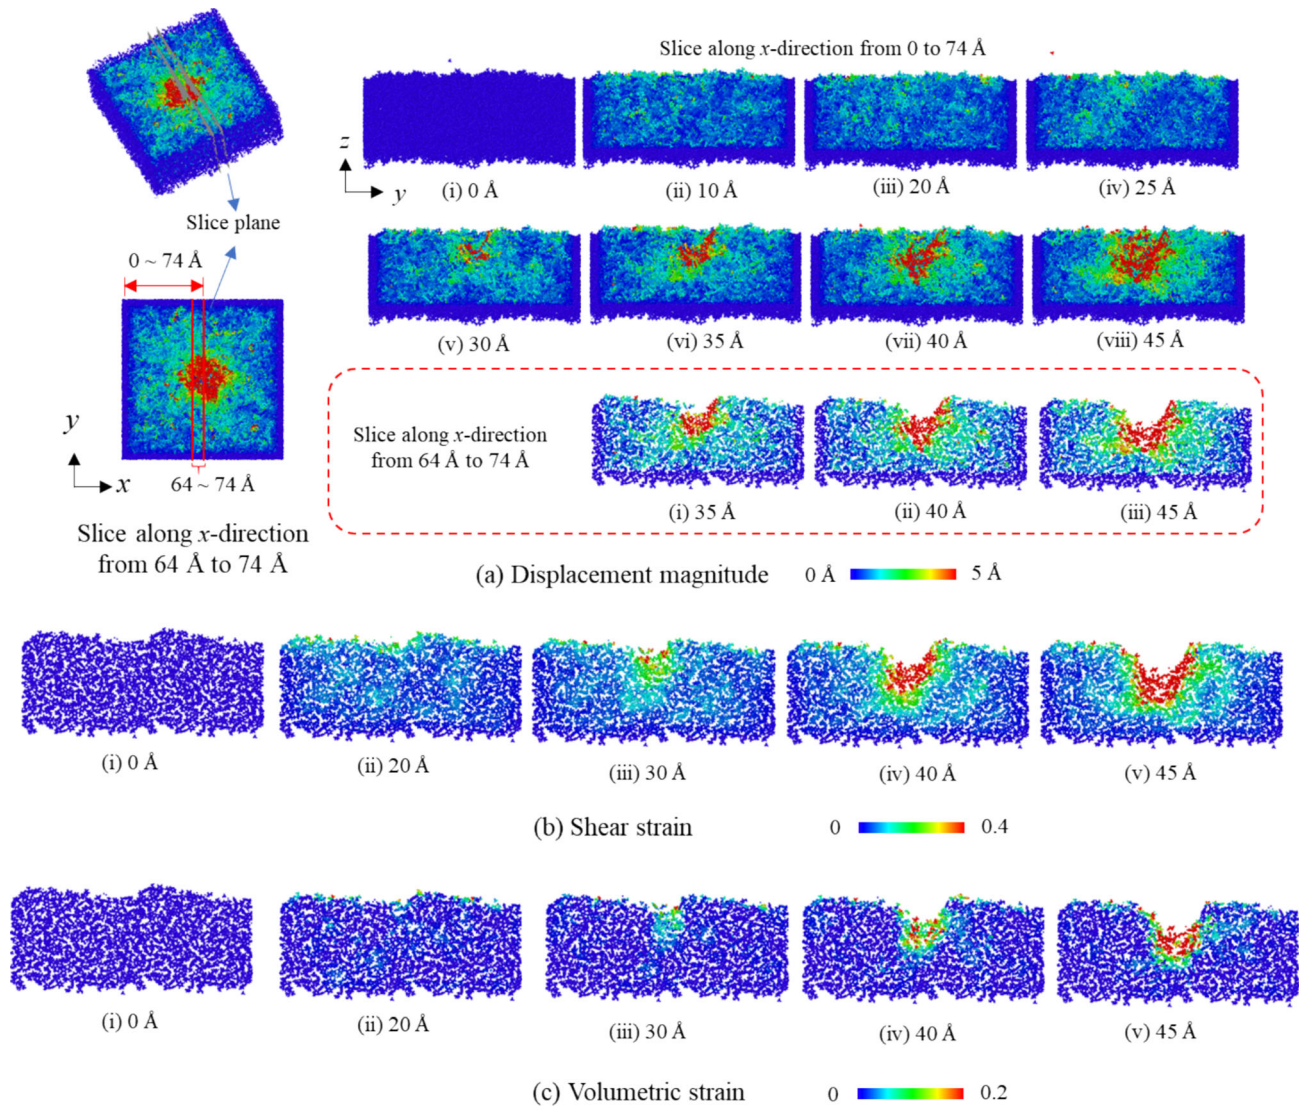 Slice along x-direction from 0 to 74 Å
z
y
(i) 0 Å
(ii) 10 Å
(iii) 20 Å
(iv) 25 Å
Slice plane
0 ~ 74 Å
(v) 30 Å
(vi) 35 Å
(vii) 40 Å
(viii) 45 Å
y
x
64 ~ 74 Å
Slice along x-direction
from 64 Å to 74 Å
Slice along x-direction
from 64 Å to 74 Å
(i) 35 Å
(ii) 40 Å
(iii) 45 Å
(a) Displacement magnitude
0 Å
5 Å
(i) 0 Å
(ii) 20 Å
(iii) 30 Å
(iv) 40 Å
(v) 45 Å
(b) Shear strain
0
0.4
(i) 0 Å
(ii) 20 Å
(iii) 30 Å
(iv) 40 Å
(v) 45 Å
(c) Volumetric strain
0
0.2